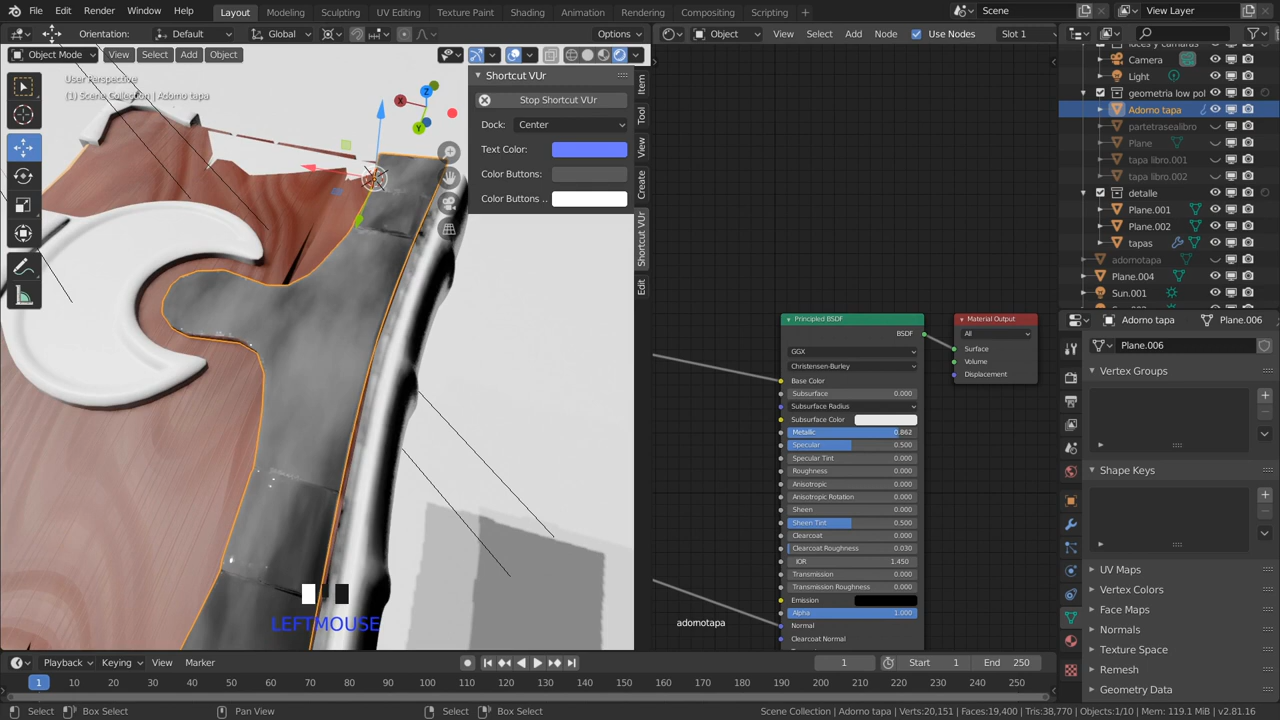 File Edit Render Window Help Layout Modeling Sculpting UV Editing Texture Paint Shading Animation Rendering Compositing Scripting Scene View Layer
Orientation: Default Global Options Object View Select Add Node Use Nodes Slot 1
Object Mode View Select Add Object
User Perspective
(1) Scene Collection | Adorno tapa
Shortcut VUr
Stop Shortcut VUr
Dock: Center
Text Color:
Color Buttons:
Color Buttons ..
Item
Tool
View
Create
Shortcut VUr
Edit
X
Y
Z
LEFTMOUSE
Principled BSDF
BSDF
GGX
Christensen-Burley
Base Color
Subsurface 0.000
Subsurface Radius
Subsurface Color
Metallic 0.862
Specular 0.500
Specular Tint 0.000
Roughness 0.000
Anisotropic 0.000
Anisotropic Rotation 0.000
Sheen 0.000
Sheen Tint 0.500
Clearcoat 0.000
Clearcoat Roughness 0.030
IOR 1.450
Transmission 0.000
Transmission Roughness 0.000
Emission
Alpha 1.000
Normal
Clearcoat Normal
adornotapa
Material Output
All
Surface
Volume
Displacement
Camera
Light
geometria low pol
Adorno tapa
partetraselibro
Plane
tapa libro.001
tapa libro.002
detalle
Plane.001
Plane.002
tapas
adornotapa
Plane.004
Sun.001
Adorno tapa Plane.006
Plane.006
Vertex Groups
Shape Keys
UV Maps
Vertex Colors
Face Maps
Normals
Texture Space
Remesh
Geometry Data
Playback Keying View Marker 1 Start 1 End 250
1 10 20 30 40 50 60 70 80 90 100 110 120 130 140 150 160 170 180 190 200 210 220 230 240 250
Select Box Select Pan View Select Box Select Scene Collection | Adorno tapa | Verts:20,151 | Faces:19,400 | Tris:38,770 | Objects:1/10 | Mem: 119.1 MiB | v2.81.16